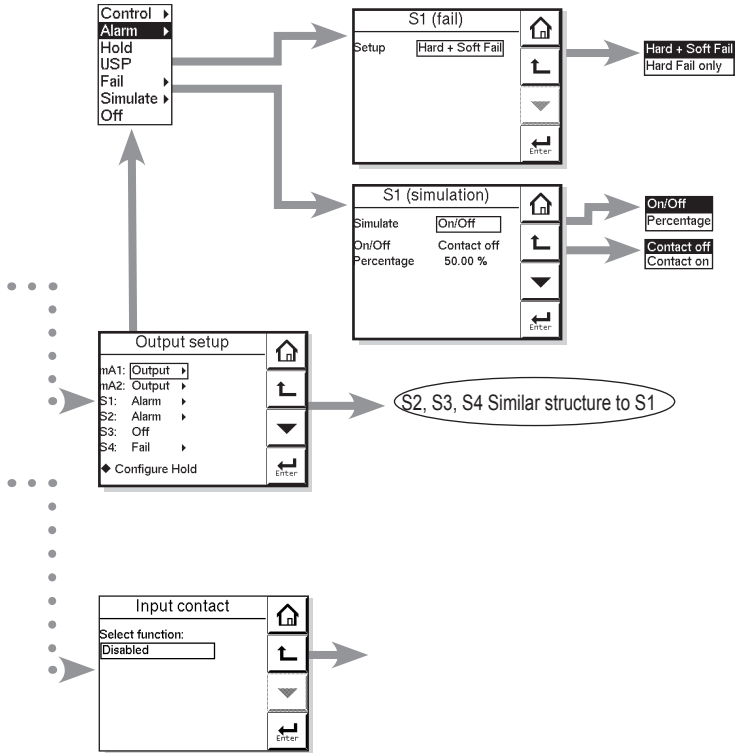 Control
Alarm
Hold
USP
Fail
Simulate
Off
S1 (fail)
Setup Hard + Soft Fail
Enter
Hard + Soft Fail
Hard Fail only
S1 (simulation)
Simulate On/Off
On/Off Contact off
Percentage 50.00 %
Enter
On/Off
Percentage
Contact off
Contact on
Output setup
mA1: Output
mA2: Output
S1: Alarm
S2: Alarm
S3: Off
S4: Fail
Configure Hold
Enter
S2, S3, S4 Similar structure to S1
Input contact
Select function:
Disabled
Enter